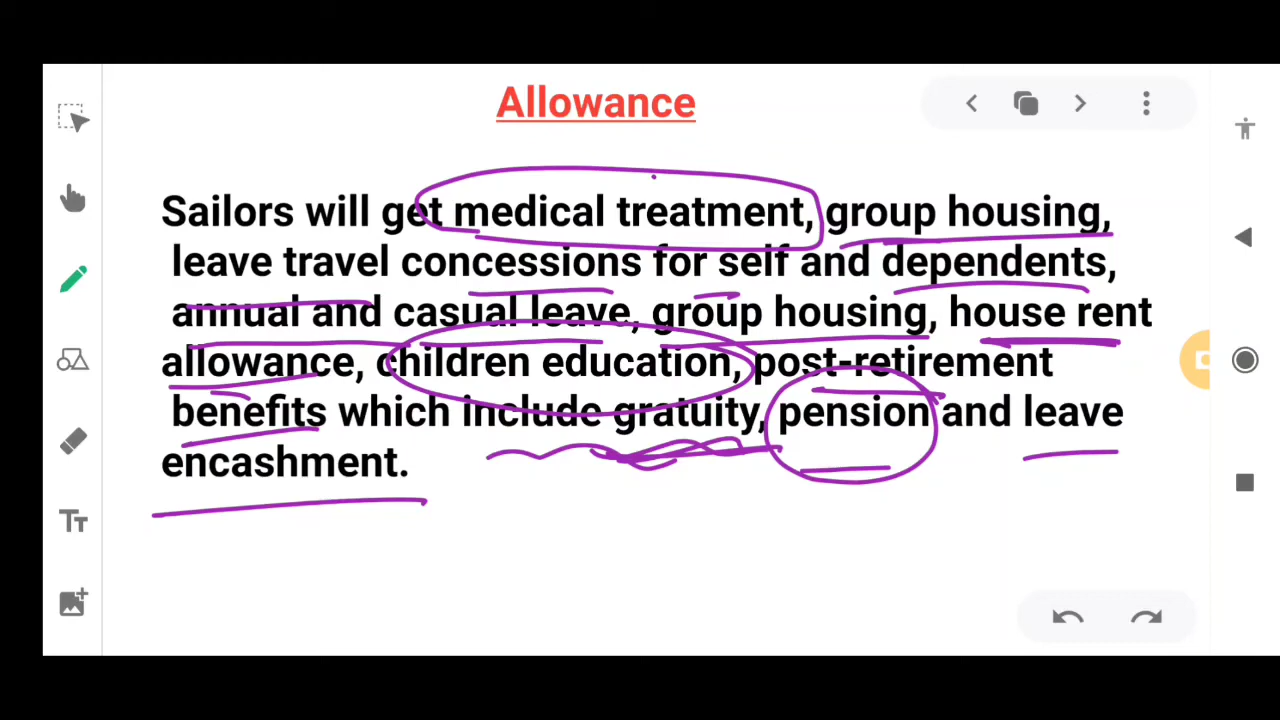 Allowance
Sailors will get medical treatment, group housing,
leave travel concessions for self and dependents,
annual and casual leave, group housing, house rent
allowance, children education, post-retirement
benefits which include gratuity, pension and leave
encashment.
TT